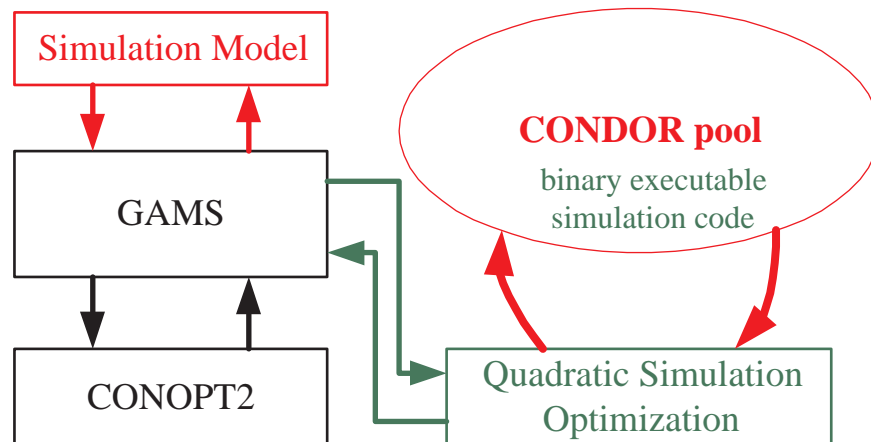 Simulation Model
CONDOR pool
binary executable
simulation code
GAMS
CONOPT2
Quadratic Simulation
Optimization